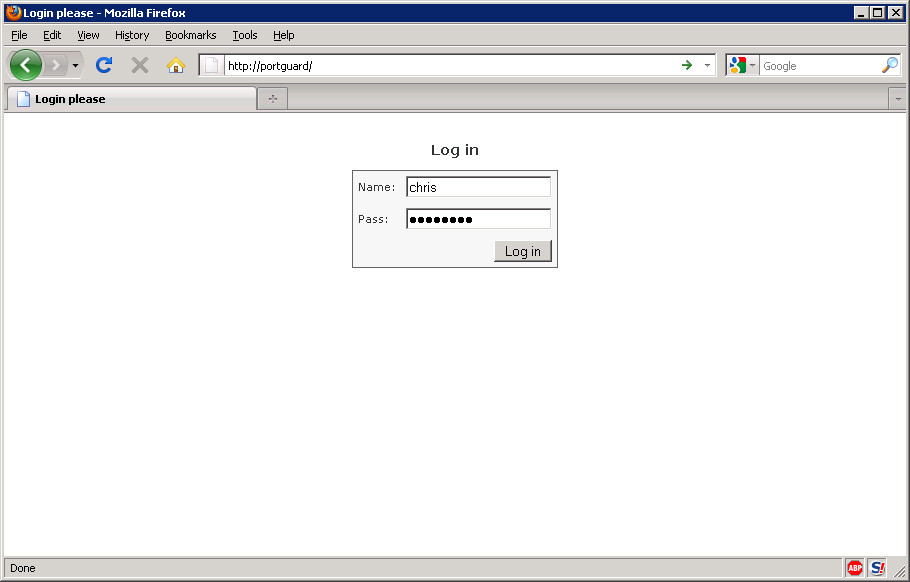 Login please - Mozilla Firefox
File Edit View History Bookmarks Tools Help
http://portguard/ Google
Login please
Log in
Name: chris
Pass: ●●●●●●●●
Log in
Done ABP S!